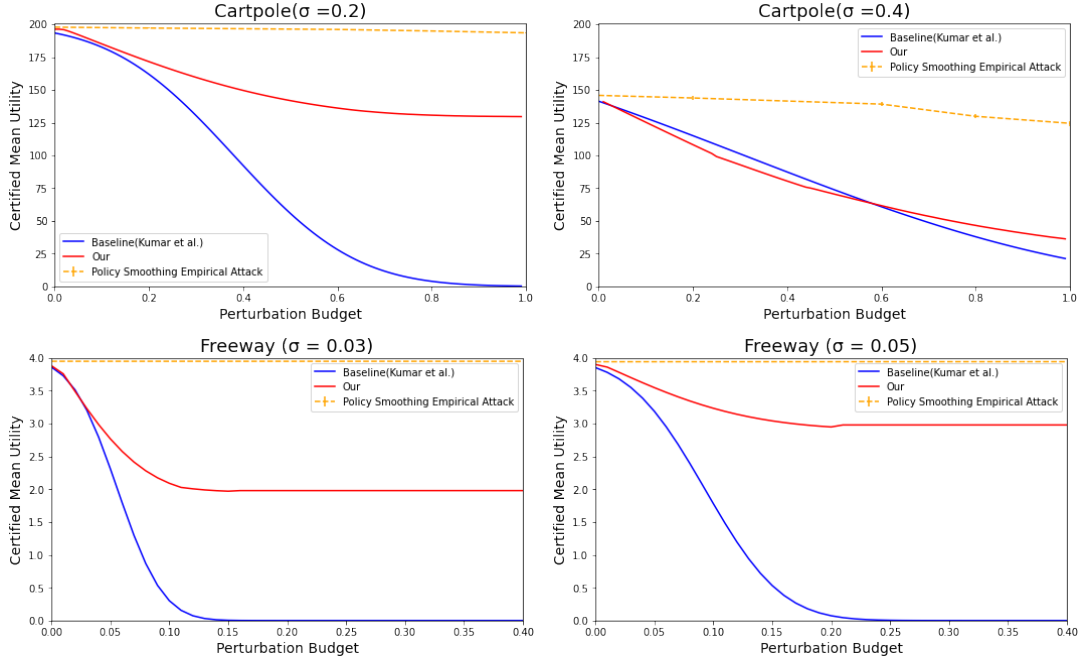 Cartpole(σ =0.2)
Certified Mean Utility
200
175
150
125
100
75
50
25
0
Baseline(Kumar et al.)
Our
Policy Smoothing Empirical Attack
0.0 0.2 0.4 0.6 0.8 1.0
Perturbation Budget
Cartpole(σ =0.4)
Certified Mean Utility
200
175
150
125
100
75
50
25
0
Baseline(Kumar et al.)
Our
Policy Smoothing Empirical Attack
0.0 0.2 0.4 0.6 0.8 1.0
Perturbation Budget
Freeway (σ = 0.03)
Certified Mean Utility
4.0
3.5
3.0
2.5
2.0
1.5
1.0
0.5
0.0
Baseline(Kumar et al.)
Our
Policy Smoothing Empirical Attack
0.00 0.05 0.10 0.15 0.20 0.25 0.30 0.35 0.40
Perturbation Budget
Freeway (σ = 0.05)
Certified Mean Utility
4.0
3.5
3.0
2.5
2.0
1.5
1.0
0.5
0.0
Baseline(Kumar et al.)
Our
Policy Smoothing Empirical Attack
0.00 0.05 0.10 0.15 0.20 0.25 0.30 0.35 0.40
Perturbation Budget